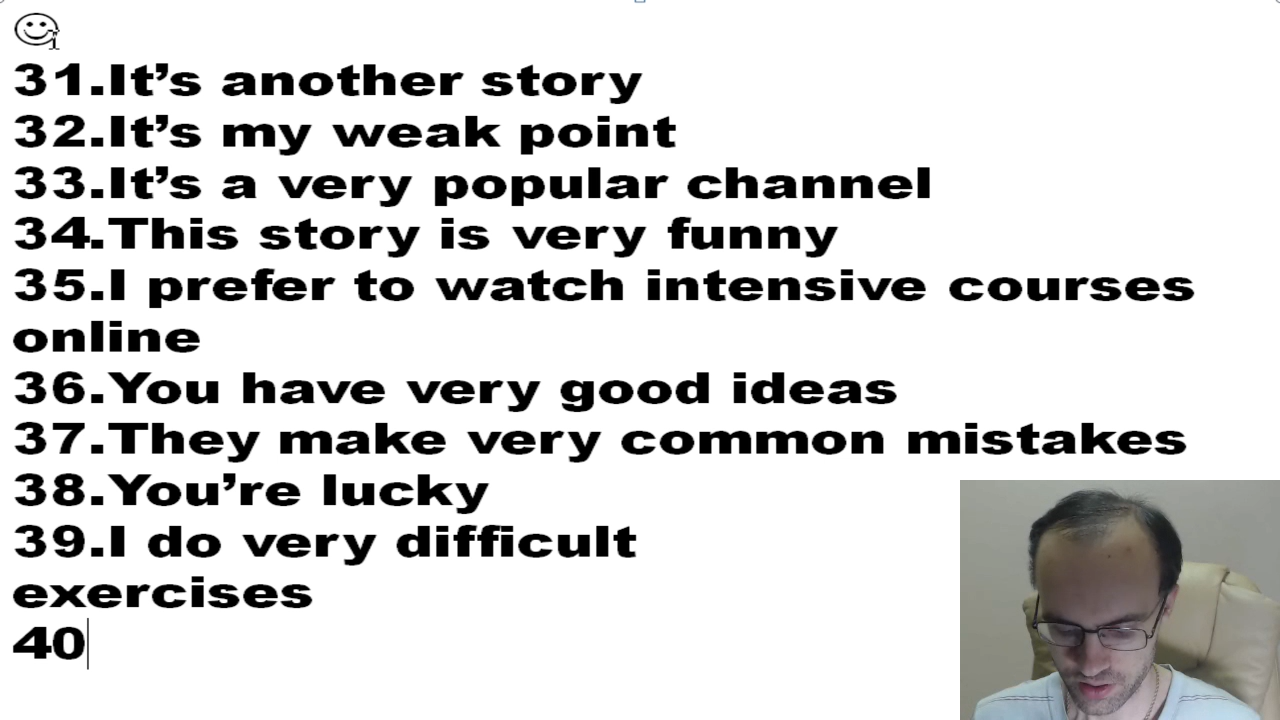 31.It’s another story
32.It’s my weak point
33.It’s a very popular channel
34.This story is very funny
35.I prefer to watch intensive courses
online
36.You have very good ideas
37.They make very common mistakes
38.You’re lucky
39.I do very difficult
exercises
40